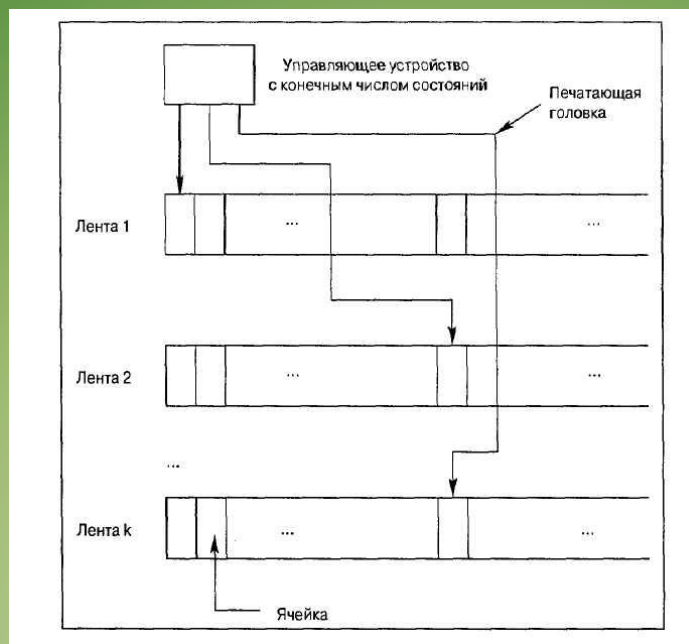 Управляющее устройство
с конечным числом состояний
Печатающая
головка
Лента 1
...
...
Лента 2
...
...
...
Лента k
...
...
Ячейка